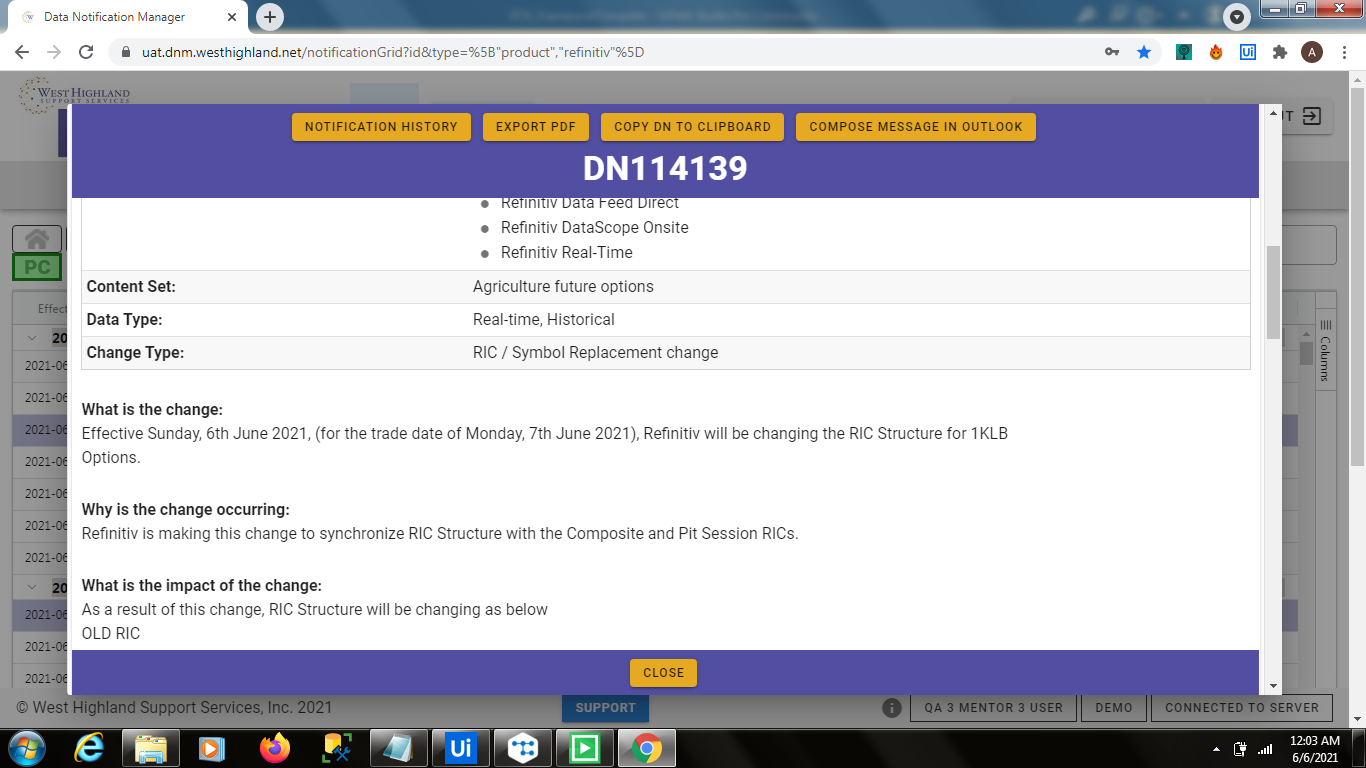 Data Notification Manager
uat.dnm.westhighland.net/notificationGrid?id&type=%5B"product","refinitiv"%5D
A
WEST HIGHLAND
SUPPORT SERVICES
NOTIFICATION HISTORY
EXPORT PDF
COPY DN TO CLIPBOARD
COMPOSE MESSAGE IN OUTLOOK
DN114139
Refinitiv Data Feed Direct
Refinitiv DataScope Onsite
Refinitiv Real-Time
Content Set: Agriculture future options
Data Type: Real-time, Historical
Change Type: RIC / Symbol Replacement change
What is the change:
Effective Sunday, 6th June 2021, (for the trade date of Monday, 7th June 2021), Refinitiv will be changing the RIC Structure for 1KLB
Options.
Why is the change occurring:
Refinitiv is making this change to synchronize RIC Structure with the Composite and Pit Session RICs.
What is the impact of the change:
As a result of this change, RIC Structure will be changing as below
OLD RIC
CLOSE
PC
Effect
20
2021-06
2021-06
2021-06
2021-06
2021-06
2021-06
2021-06
20
2021-06
2021-06
2021-06
Columns
© West Highland Support Services, Inc. 2021
SUPPORT
QA 3 MENTOR 3 USER
DEMO
CONNECTED TO SERVER
Ui
12:03 AM
6/6/2021